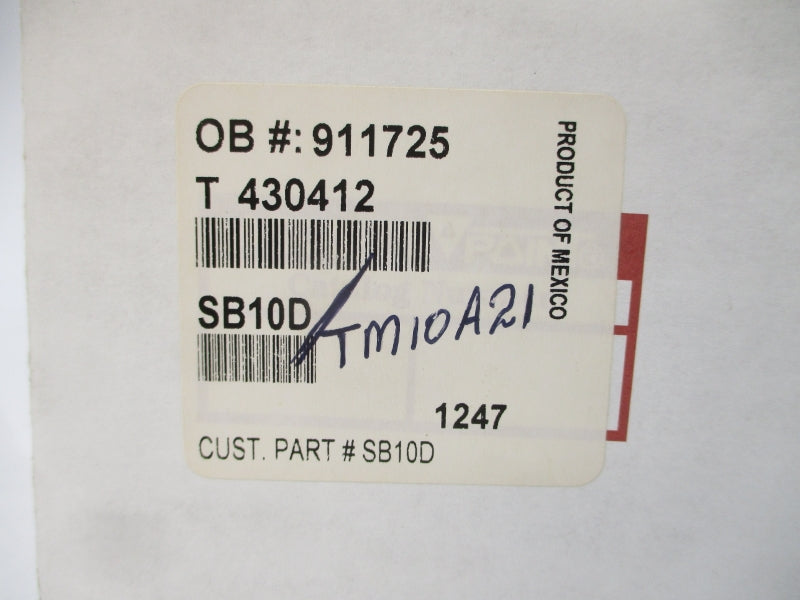 OB #: 911725
T 430412
SB10D
TM10A21
1247
CUST. PART # SB10D
PRODUCT OF MEXICO